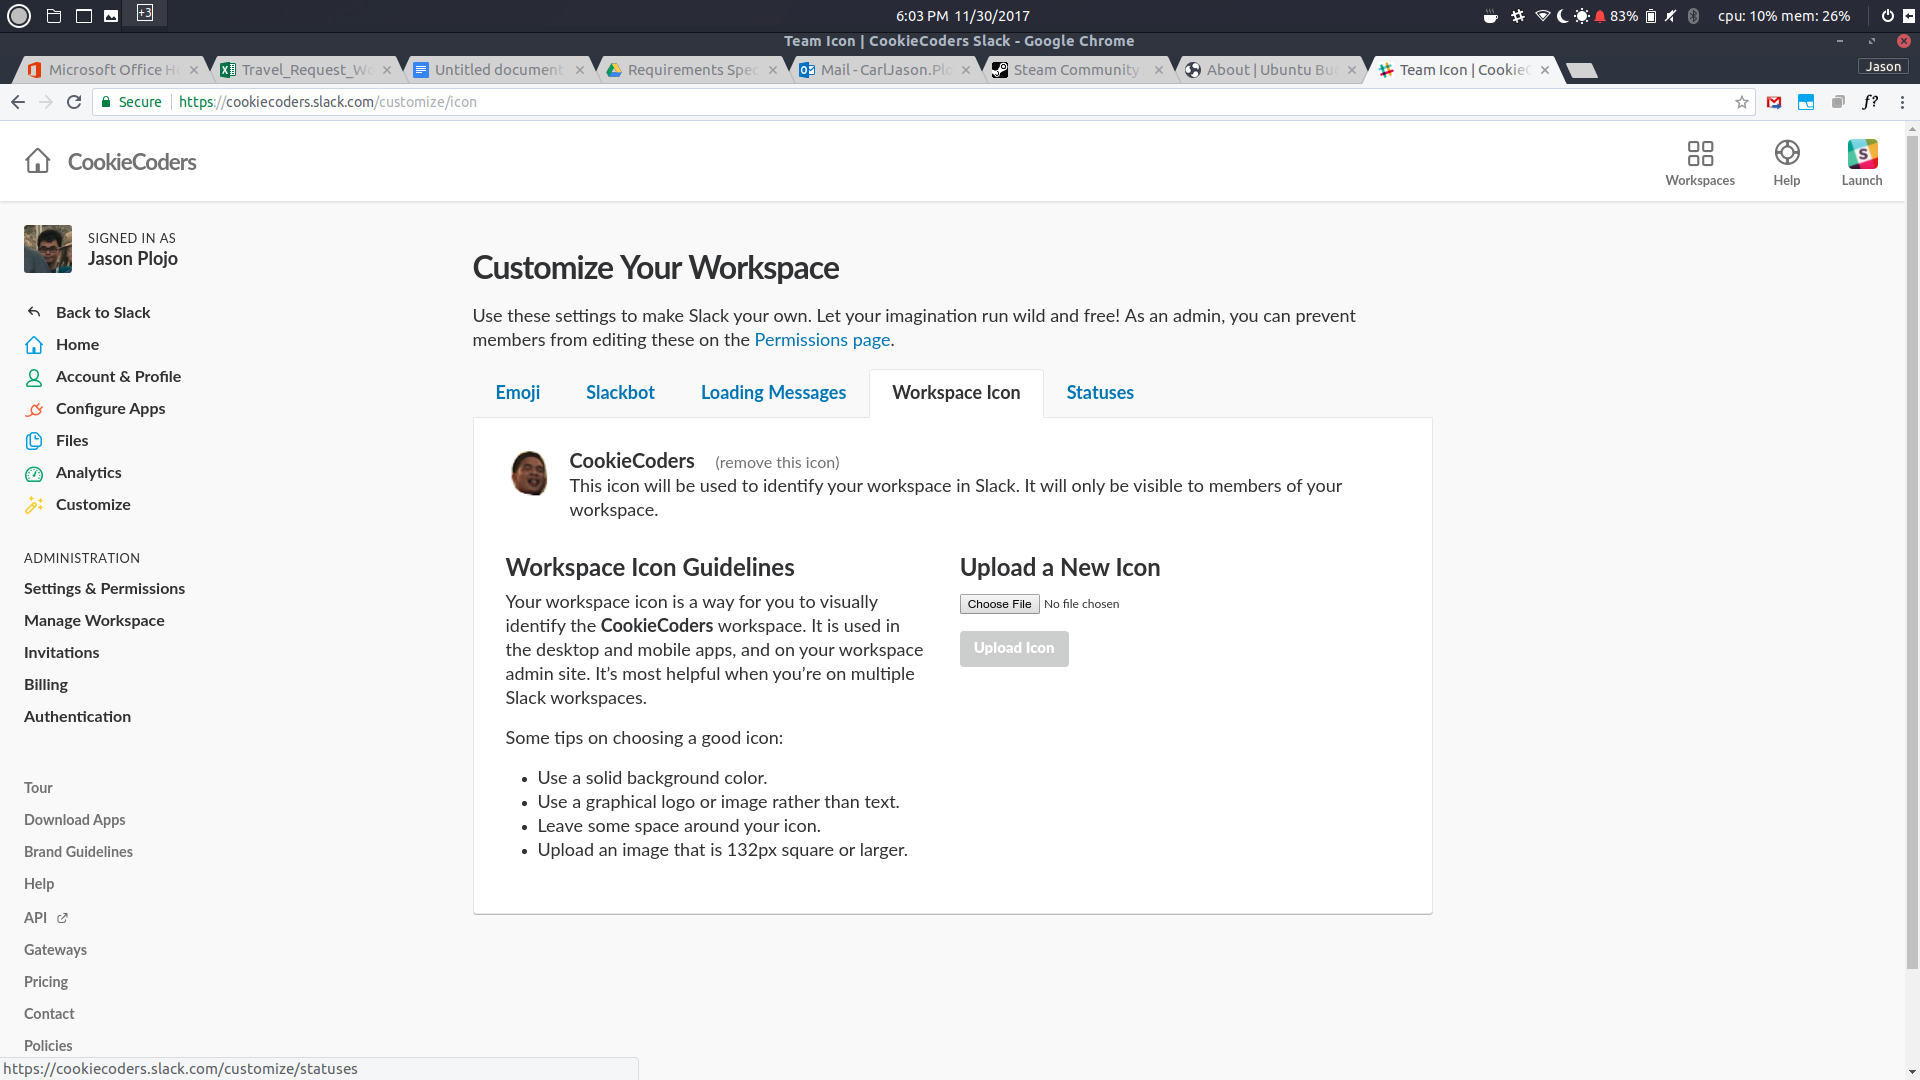 +3
6:03 PM 11/30/2017
83%
cpu: 10% mem: 26%
Team Icon | CookieCoders Slack - Google Chrome
Microsoft Office H
Travel_Request_Wo
Untitled document
Requirements Spec
Mail - CarlJason.Plo
Steam Community
About | Ubuntu Bu
Team Icon | CookieC
Jason
Secure
https://cookiecoders.slack.com/customize/icon
f?
CookieCoders
Workspaces
Help
Launch
SIGNED IN AS
Jason Plojo
Back to Slack
Home
Account & Profile
Configure Apps
Files
Analytics
Customize
ADMINISTRATION
Settings & Permissions
Manage Workspace
Invitations
Billing
Authentication
Tour
Download Apps
Brand Guidelines
Help
API
Gateways
Pricing
Contact
Policies
Customize Your Workspace
Use these settings to make Slack your own. Let your imagination run wild and free! As an admin, you can prevent
members from editing these on the Permissions page.
Emoji
Slackbot
Loading Messages
Workspace Icon
Statuses
CookieCoders (remove this icon)
This icon will be used to identify your workspace in Slack. It will only be visible to members of your
workspace.
Workspace Icon Guidelines
Your workspace icon is a way for you to visually
identify the CookieCoders workspace. It is used in
the desktop and mobile apps, and on your workspace
admin site. It’s most helpful when you’re on multiple
Slack workspaces.
Some tips on choosing a good icon:
• Use a solid background color.
• Use a graphical logo or image rather than text.
• Leave some space around your icon.
• Upload an image that is 132px square or larger.
Upload a New Icon
Choose File No file chosen
Upload Icon
https://cookiecoders.slack.com/customize/statuses